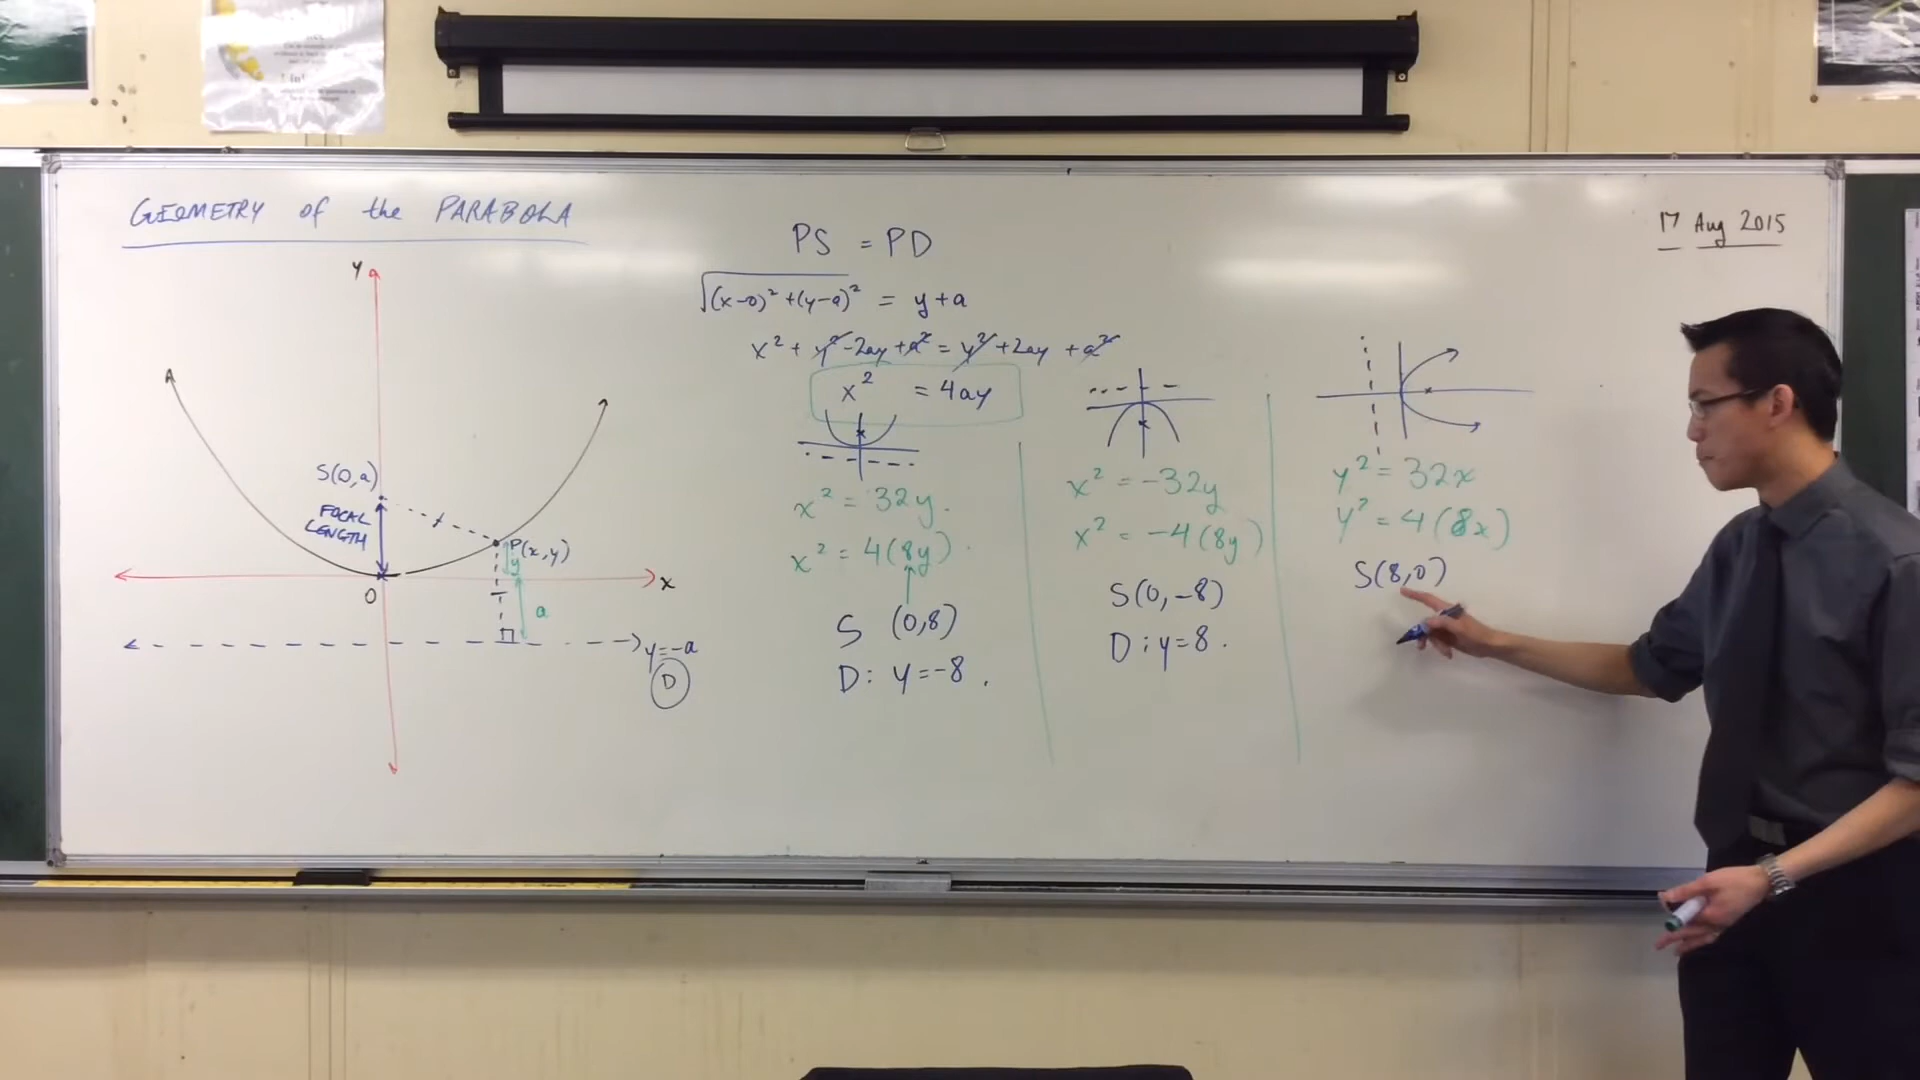 GEOMETRY of the PARABOLA
17 Aug 2015
PS = PD
√(x-0)² + (y-a)² = y+a
x² + y² - 2ay + a² = y² + 2ay + a²
x² = 4ay
y
S(0,a)
FOCAL
LENGTH
P(x,y)
y
x
0
a
y=-a
D
x² = 32y.
x² = 4(8y).
S (0,8)
D: y=-8.
x² = -32y
x² = -4(8y)
S(0,-8)
D: y=8.
y² = 32x
y² = 4(8x)
S(8,0)